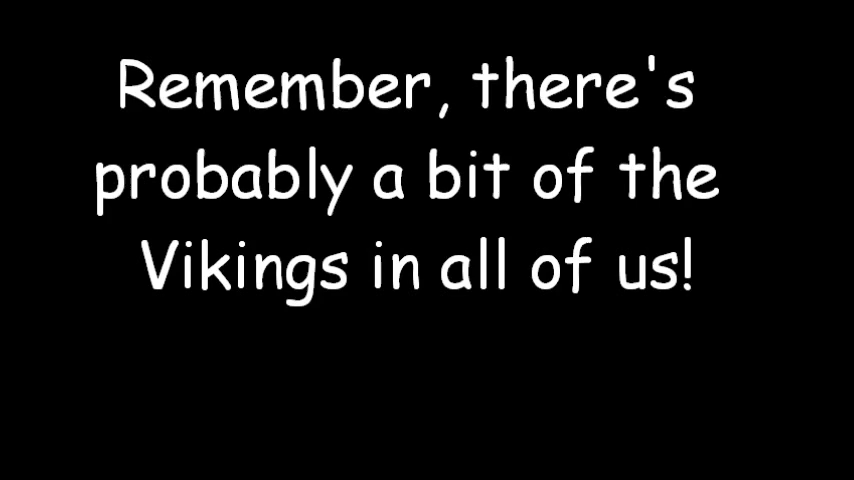 Remember, there's
probably a bit of the
Vikings in all of us!